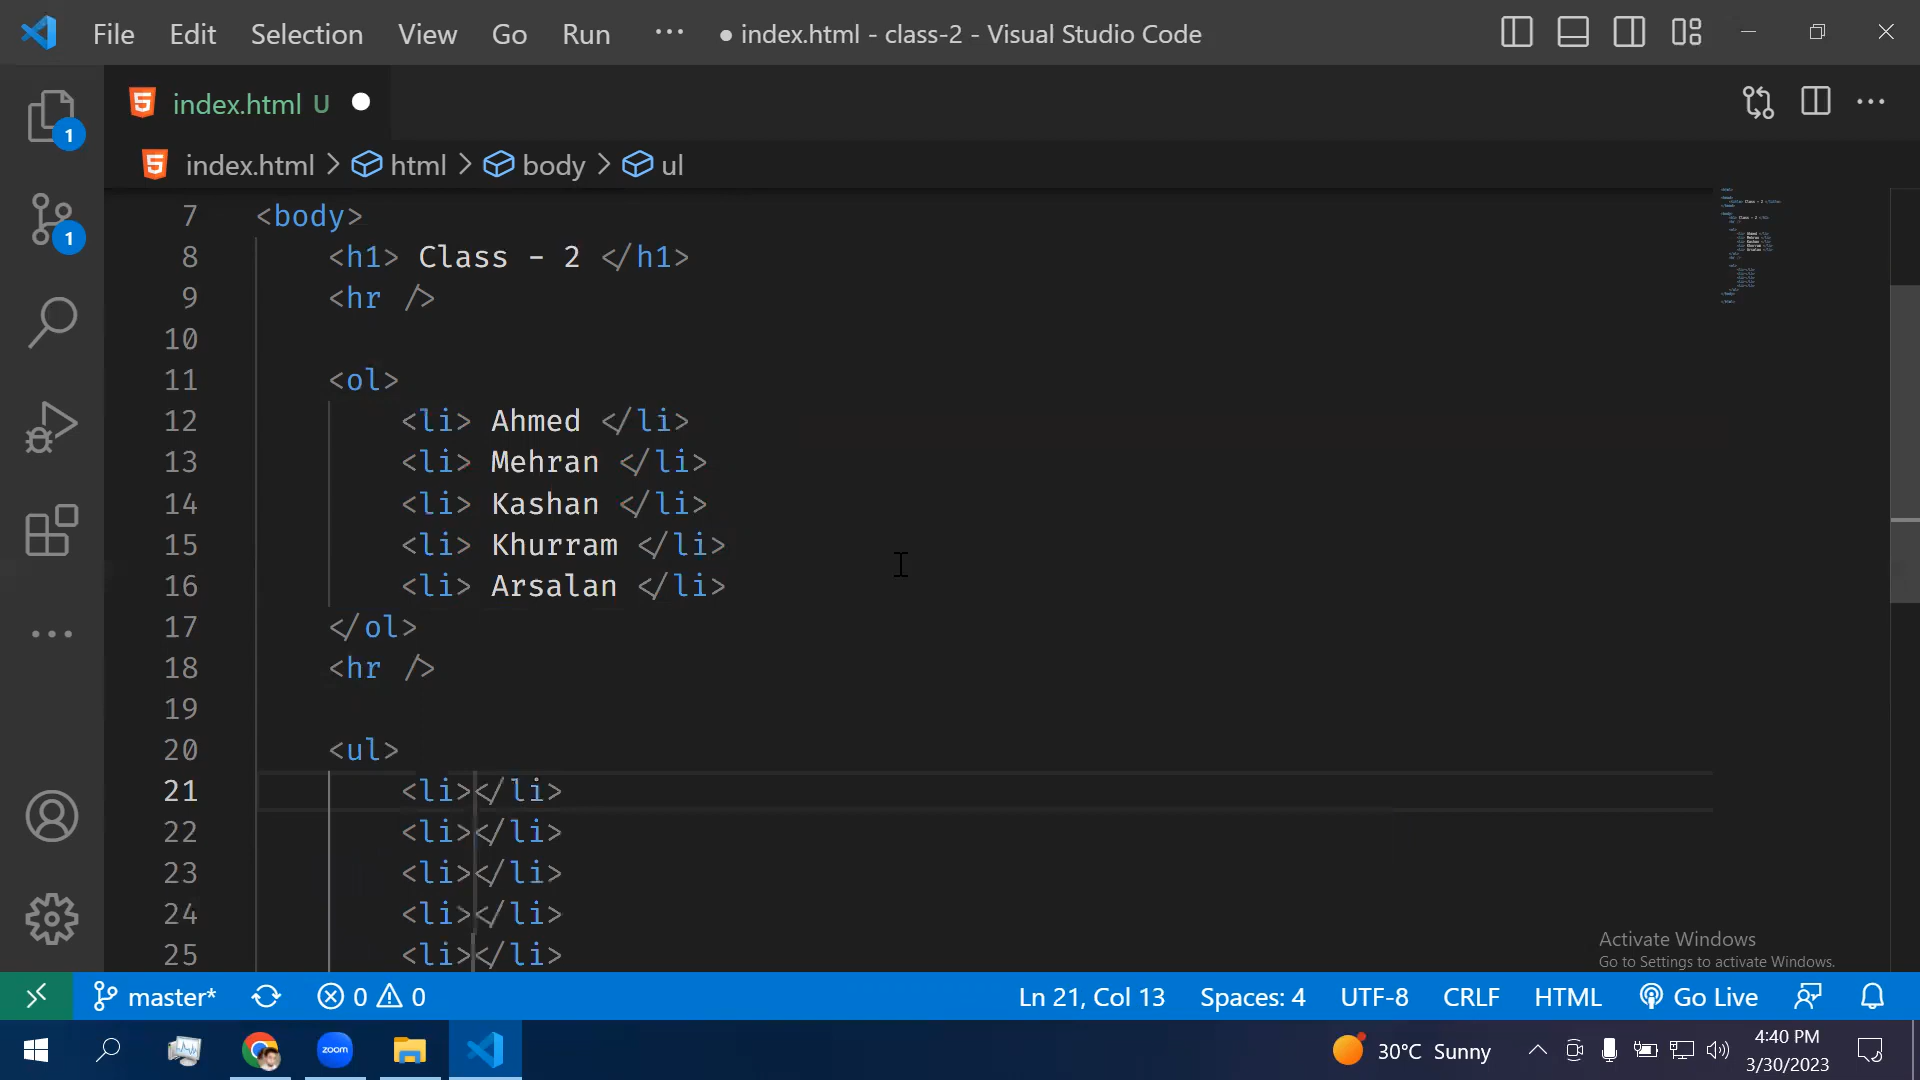 File Edit Selection View Go Run ··· ● index.html - class-2 - Visual Studio Code
index.html U ●
index.html > html > body > ul
7 <body>
8 <h1> Class - 2 </h1>
9 <hr />
10
11 <ol>
12 <li> Ahmed </li>
13 <li> Mehran </li>
14 <li> Kashan </li>
15 <li> Khurram </li>
16 <li> Arsalan </li>
17 </ol>
18 <hr />
19
20 <ul>
21 <li></li>
22 <li></li>
23 <li></li>
24 <li></li>
25 <li></li>
1
1
Activate Windows
Go to Settings to activate Windows.
master* 0 0 Ln 21, Col 13 Spaces: 4 UTF-8 CRLF HTML Go Live
zoom 30°C Sunny 4:40 PM
3/30/2023